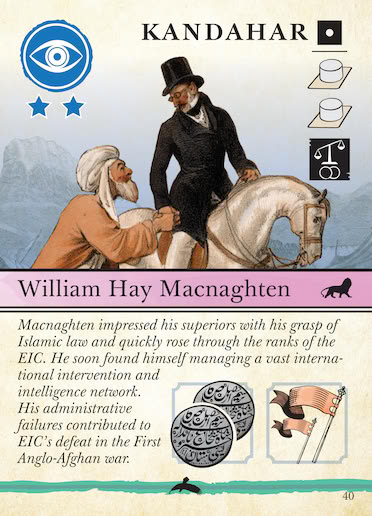 KANDAHAR
William Hay Macnaghten
Macnaghten impressed his superiors with his grasp of
Islamic law and quickly rose through the ranks of the
EIC. He soon found himself managing a vast interna-
tional intervention and
intelligence network.
His administrative
failures contributed to
EIC's defeat in the First
Anglo-Afghan war.
40